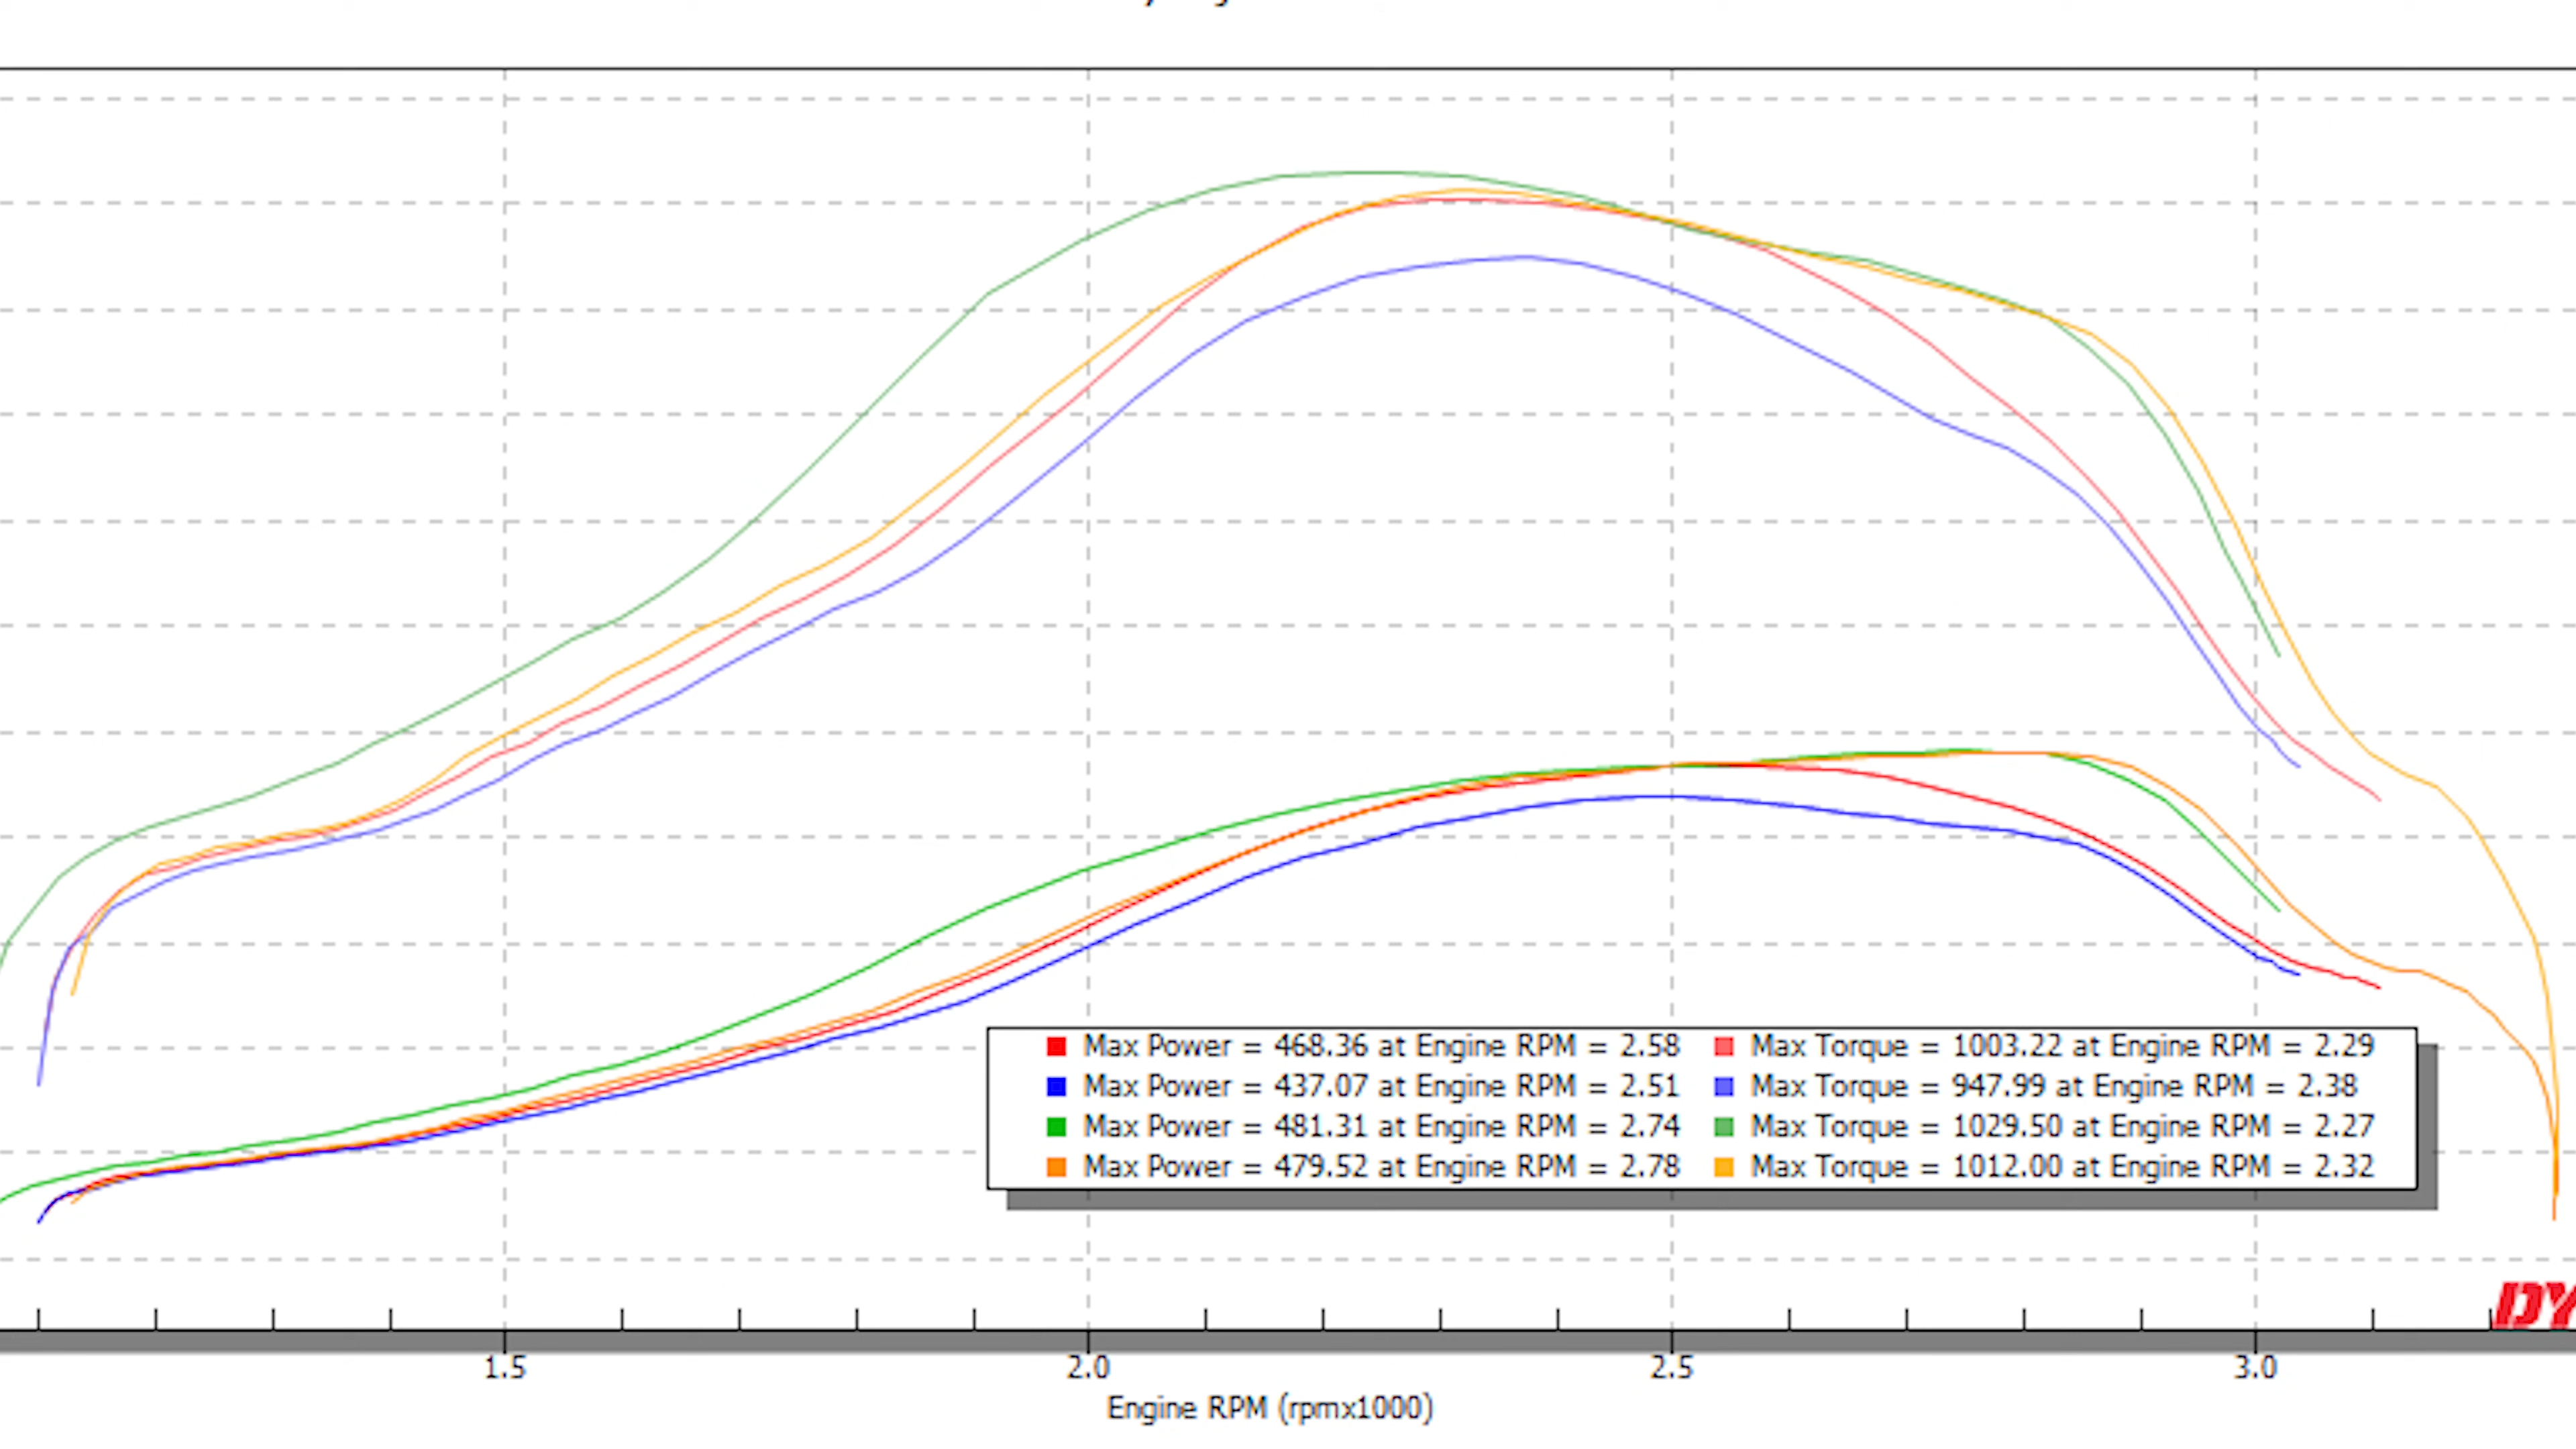 Max Power = 468.36 at Engine RPM = 2.58 Max Torque = 1003.22 at Engine RPM = 2.29
Max Power = 437.07 at Engine RPM = 2.51 Max Torque = 947.99 at Engine RPM = 2.38
Max Power = 481.31 at Engine RPM = 2.74 Max Torque = 1029.50 at Engine RPM = 2.27
Max Power = 479.52 at Engine RPM = 2.78 Max Torque = 1012.00 at Engine RPM = 2.32
DY
1.5 2.0 2.5 3.0
Engine RPM (rpmx1000)